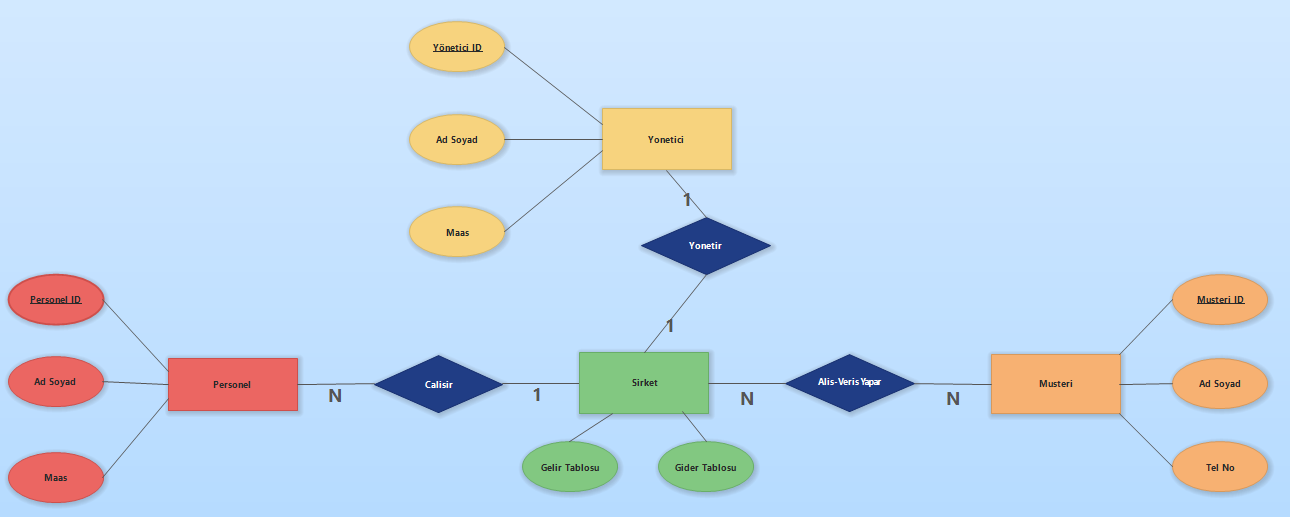 Yönetici ID
Ad Soyad
Yonetici
Maas
1
Yonetir
1
Personel ID
Ad Soyad
Personel
Maas
N
Calisir
1
Sirket
Gelir Tablosu
Gider Tablosu
N
Alis-Veris Yapar
N
Musteri
Musteri ID
Ad Soyad
Tel No